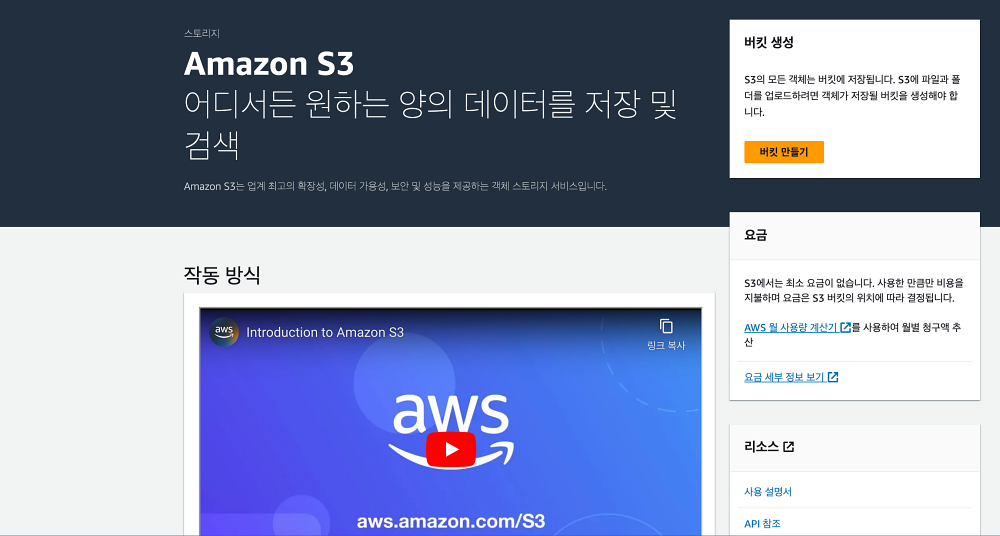 스토리지
Amazon S3
어디서든 원하는 양의 데이터를 저장 및
검색
Amazon S3는 업계 최고의 확장성, 데이터 가용성, 보안 및 성능을 제공하는 객체 스토리지 서비스입니다.
버킷 생성
S3의 모든 객체는 버킷에 저장됩니다. S3에 파일과 폴
더를 업로드하려면 객체가 저장될 버킷을 생성해야 합
니다.
버킷 만들기
요금
S3에서는 최소 요금이 없습니다. 사용한 만큼만 비용을
지불하며 요금은 S3 버킷의 위치에 따라 결정됩니다.
AWS 월 사용량 계산기를 사용하여 월별 청구액 추
산
요금 세부 정보 보기
리소스
사용 설명서
API 참조
작동 방식
aws
Introduction to Amazon S3
링크 복사
aws
aws.amazon.com/S3